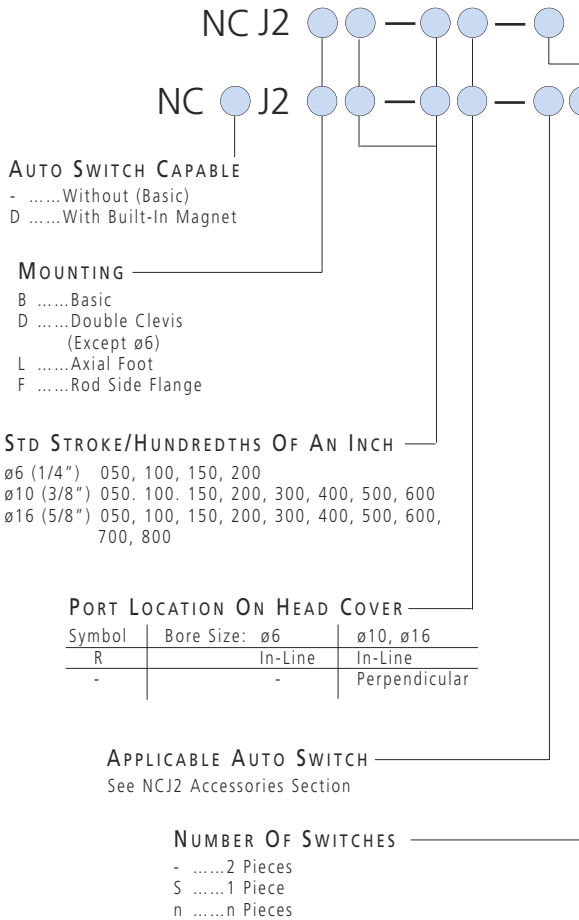 NC J2 — —
NC J2 — —
AUTO SWITCH CAPABLE
- ......Without (Basic)
D ......With Built-In Magnet
MOUNTING
B ......Basic
D ......Double Clevis
(Except ø6)
L ......Axial Foot
F ......Rod Side Flange
STD STROKE/HUNDREDTHS OF AN INCH
ø6 (1/4") 050, 100, 150, 200
ø10 (3/8") 050. 100. 150, 200, 300, 400, 500, 600
ø16 (5/8") 050, 100, 150, 200, 300, 400, 500, 600,
700, 800
PORT LOCATION ON HEAD COVER
Symbol Bore Size: ø6 ø10, ø16
R In-Line In-Line
- - Perpendicular
APPLICABLE AUTO SWITCH
See NCJ2 Accessories Section
NUMBER OF SWITCHES
- ......2 Pieces
S ......1 Piece
n ......n Pieces